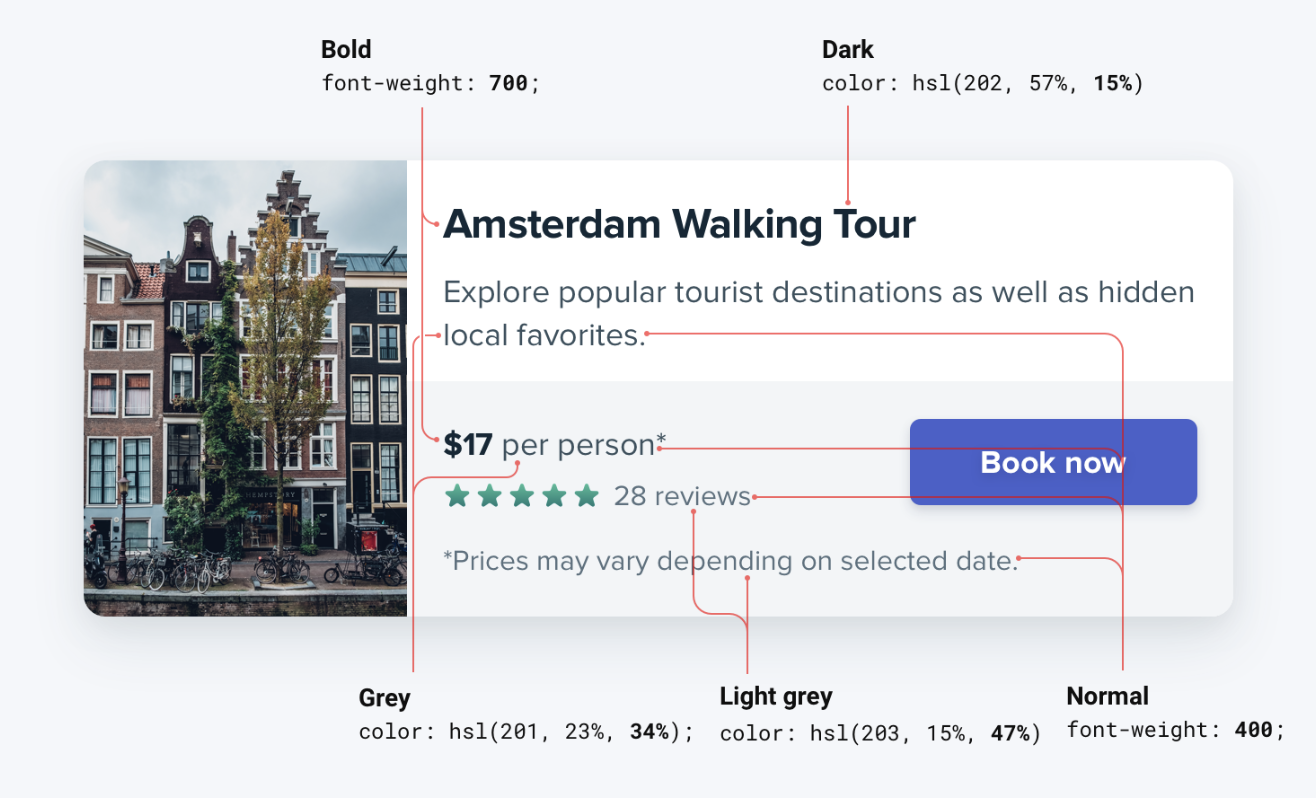 Bold
font-weight: 700;
Dark
color: hsl(202, 57%, 15%)
Amsterdam Walking Tour
Explore popular tourist destinations as well as hidden
local favorites.
$17 per person*
Book now
28 reviews
HEMPSTORY
*Prices may vary depending on selected date.
Grey
color: hsl(201, 23%, 34%);
Light grey
color: hsl(203, 15%, 47%)
Normal
font-weight: 400;